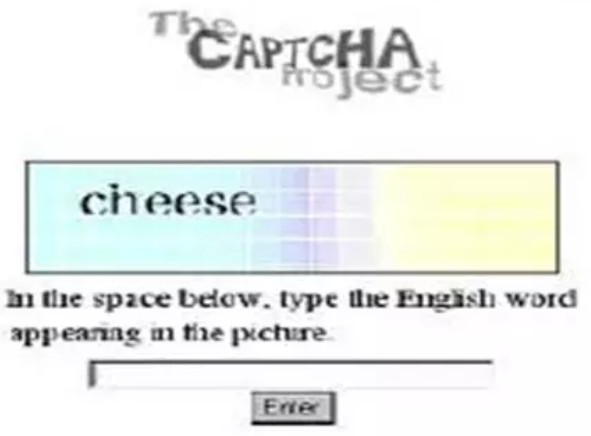 The
CAPTCHA
Project
cheese
In the space below, type the English word
appearing in the picture.
Enter